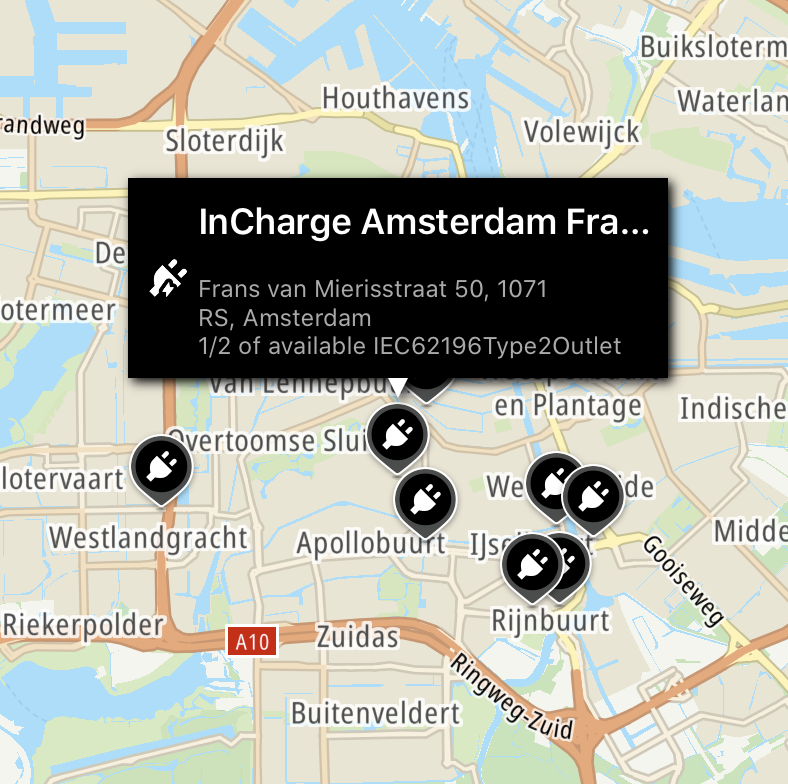 Buiksloterm
Houthavens
Waterlan
randweg
Volewijck
Sloterdijk
InCharge Amsterdam Fra...
De
Frans van Mierisstraat 50, 1071
RS, Amsterdam
1/2 of available IEC62196Type2Outlet
otermeer
Van Lennepbu
en Plantage
Indische
Overtoomse Slui
lotervaart
We
de
Westlandgracht
Apollobuurt
IJsel
t
Midde
Gooiseweg
Riekerpolder
A10
Zuidas
Rijnbuurt
Ringweg-Zuid
Buitenveldert